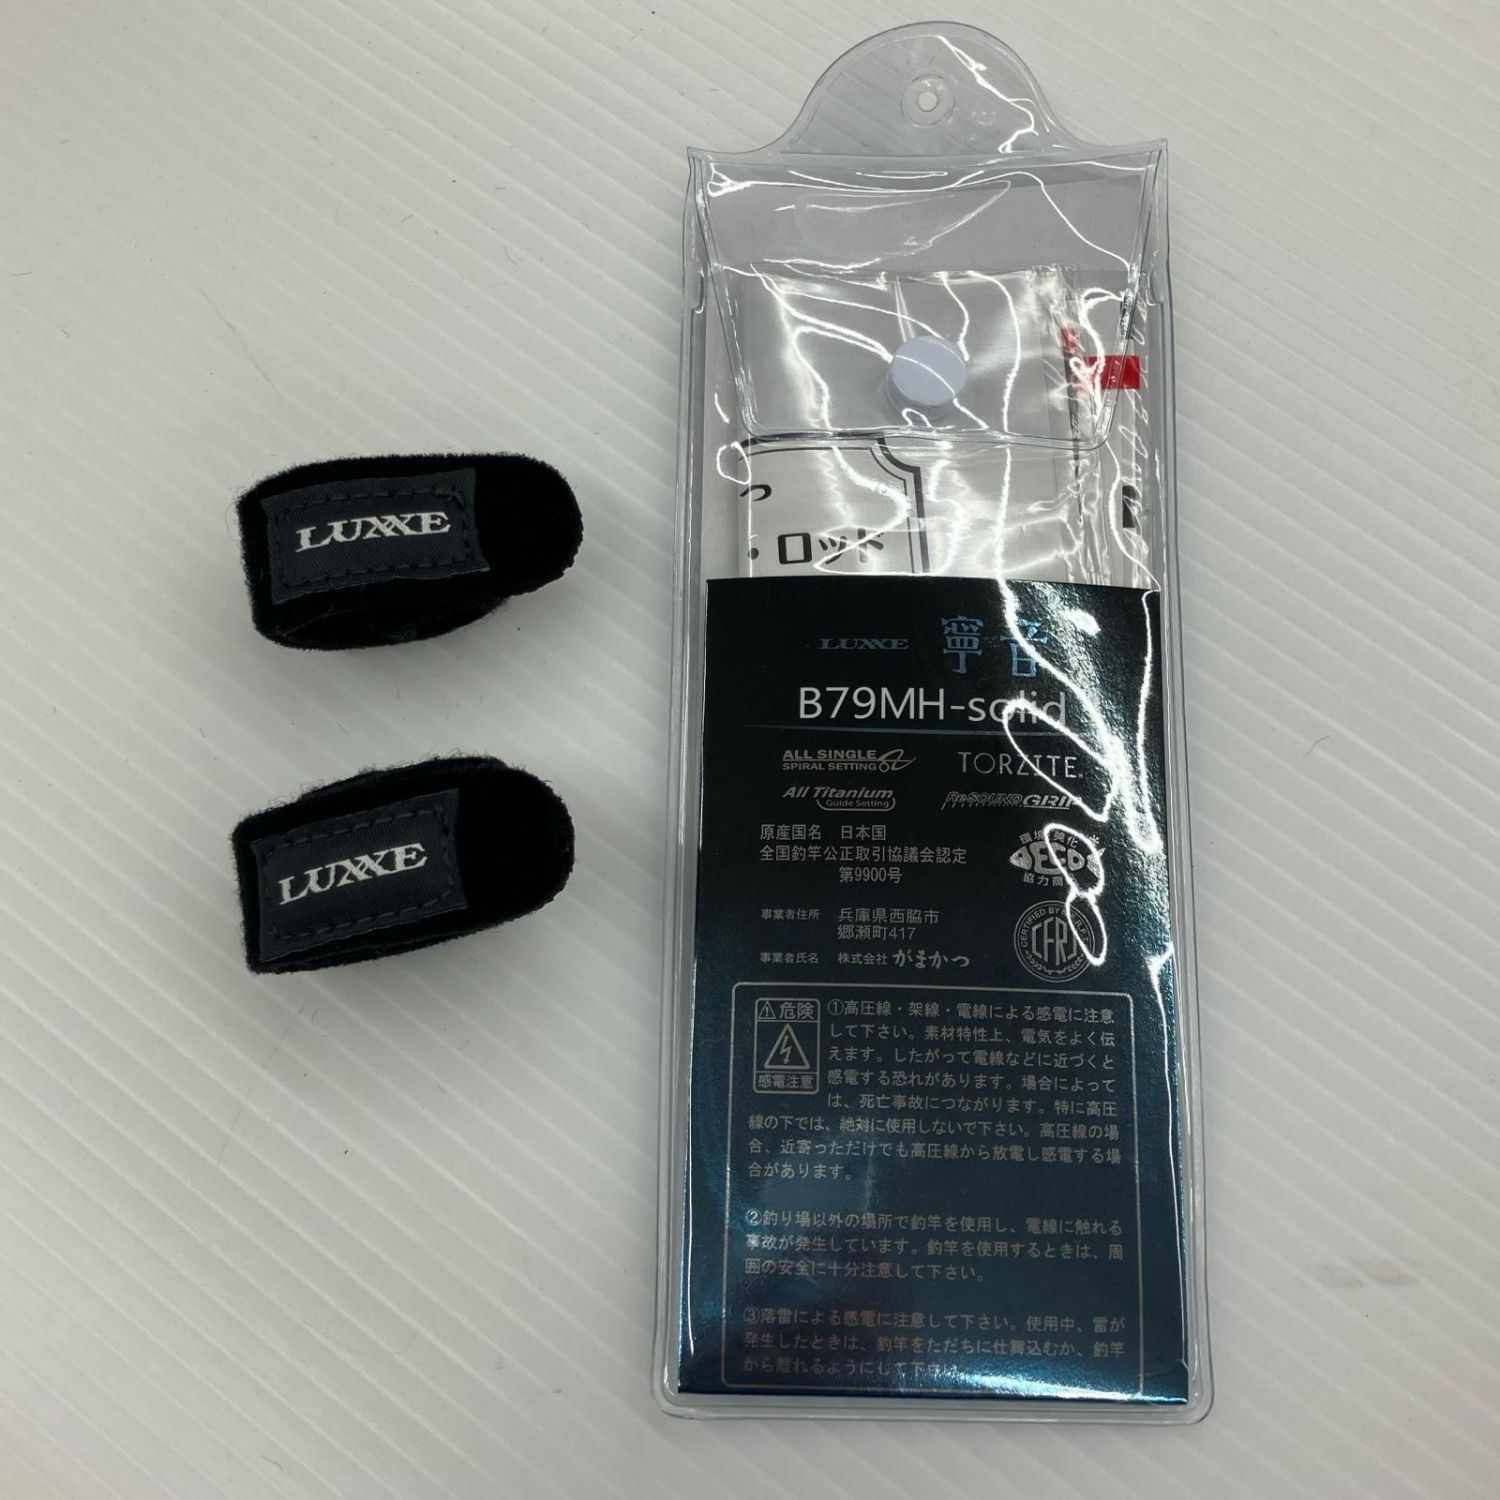 LUXXE
LUXXE
つ
・ロッド
LUXXE 寧音
B79MH-solid
ALL SINGLE
SPIRAL SETTING
TORZITE®
All Titanium
Guide Setting
ReSOUND GRIP
原産国名 日本国
全国釣竿公正取引協議会認定
第9900号
協力商
事業者住所 兵庫県西脇市
郷瀬町417
事業者氏名 株式会社 がまかつ
CERTIFIED BY
⚠危険
感電注意
①高圧線・架線・電線による感電に注意
して下さい。素材特性上、電気をよく伝
えます。したがって電線などに近づくと
感電する恐れがあります。場合によって
は、死亡事故につながります。特に高圧
線の下では、絶対に使用しないで下さい。高圧線の場
合、近寄っただけでも高圧線から放電し感電する場
合があります。
②釣り場以外の場所で釣竿を使用し、電線に触れる
事故が発生しています。釣竿を使用するときは、周
囲の安全に十分注意して下さい。
③落雷による感電に注意して下さい。使用中、雷が
発生したときは、釣竿をただちに仕舞込むか、釣竿
から離れるようにして下さい。